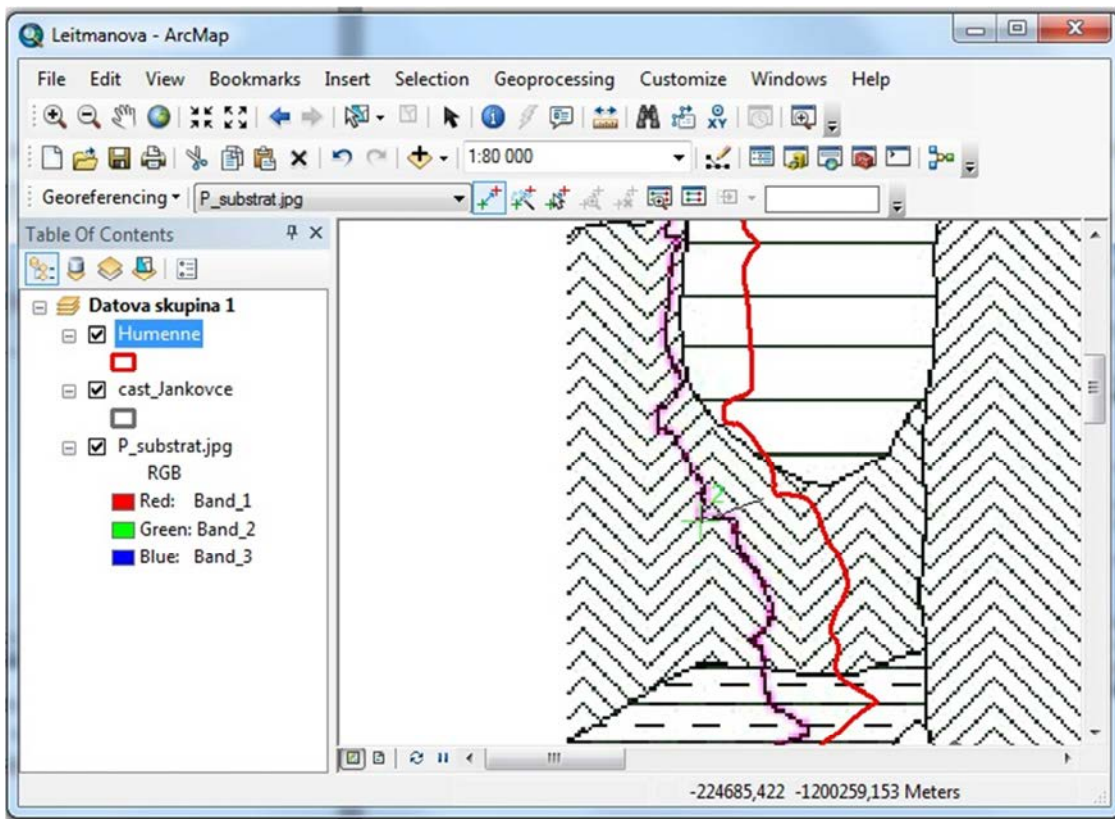 Leitmanova - ArcMap
File Edit View Bookmarks Insert Selection Geoprocessing Customize Windows Help
XY
1:80 000
Georeferencing P_substrat.jpg
Table Of Contents
Datova skupina 1
Humenne
cast_Jankovce
P_substrat.jpg
RGB
Red: Band_1
Green: Band_2
Blue: Band_3
2
-224685,422 -1200259,153 Meters